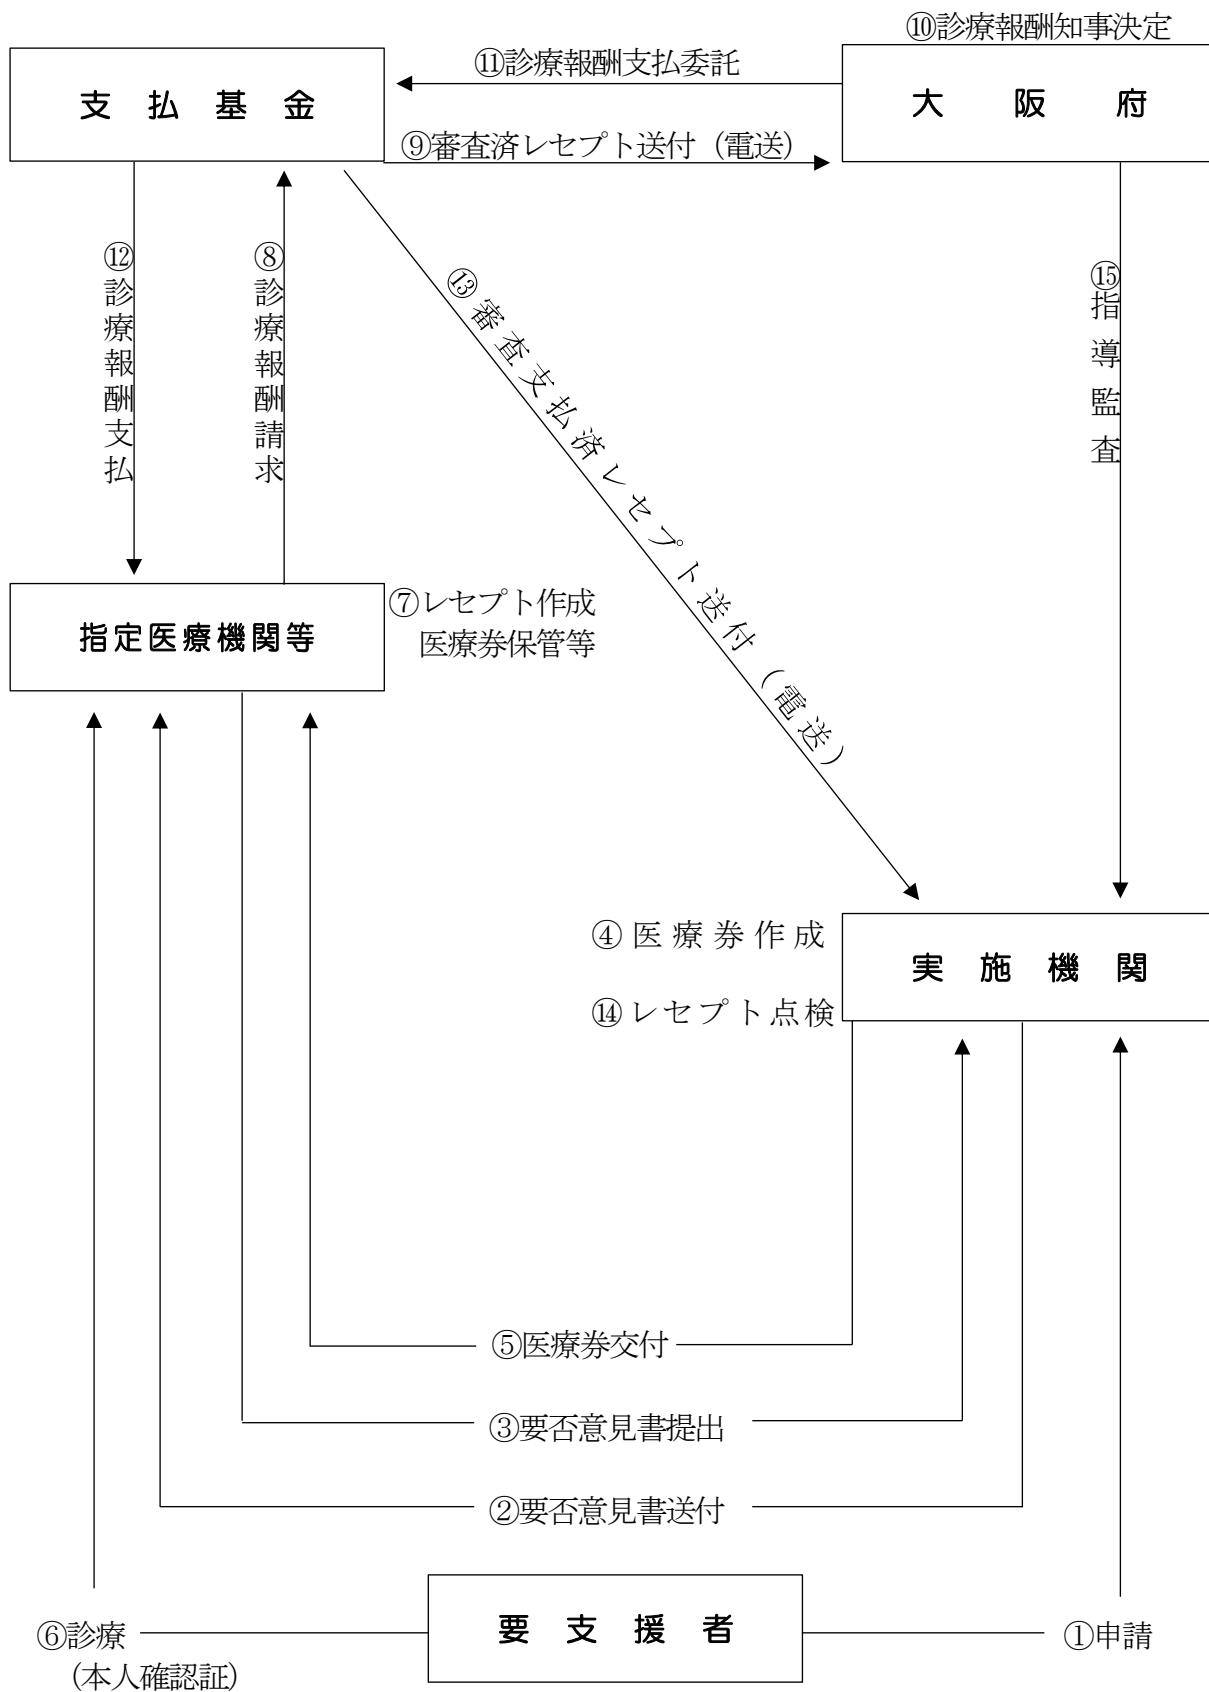 ⑩診療報酬知事決定
⑪診療報酬支払委託
支払基金
大阪府
⑨審査済レセプト送付（電送）
⑫診療報酬支払
⑧診療報酬請求
⑬審査支払済レセプト送付（電送）
⑮指導監査
指定医療機関等
⑦レセプト作成
医療券保管等
④医療券作成
実施機関
⑭レセプト点検
⑤医療券交付
③要否意見書提出
②要否意見書送付
要支援者
⑥診療
（本人確認証）
①申請